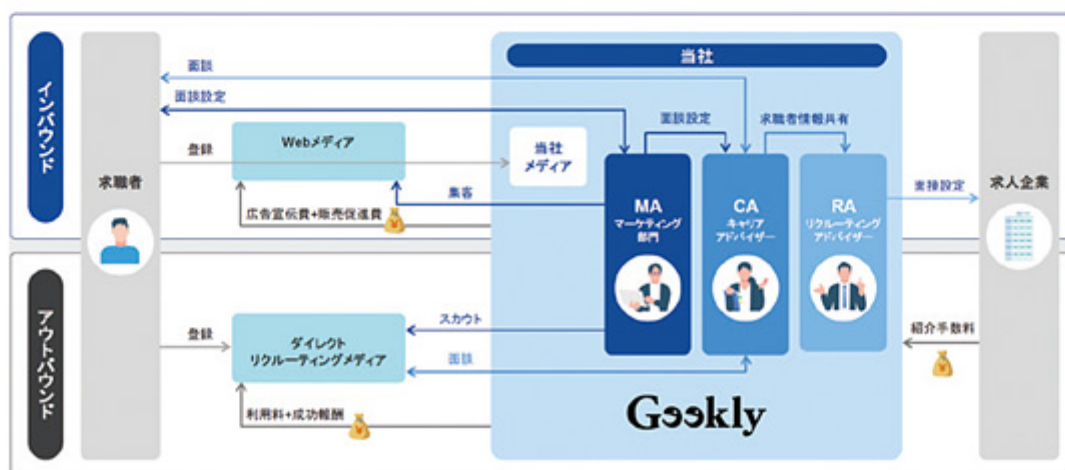 当社
インバウンド
求職者
面談
面談設定
登録
Webメディア
当社
メディア
集客
広告宣伝費+販売促進費
面談設定
求職者情報共有
MA
マーケティング
部門
CA
キャリア
アドバイザー
RA
リクルーティング
アドバイザー
面接設定
求人企業
アウトバウンド
登録
ダイレクト
リクルーティングメディア
スカウト
面談
利用料+成功報酬
紹介手数料
Geekly